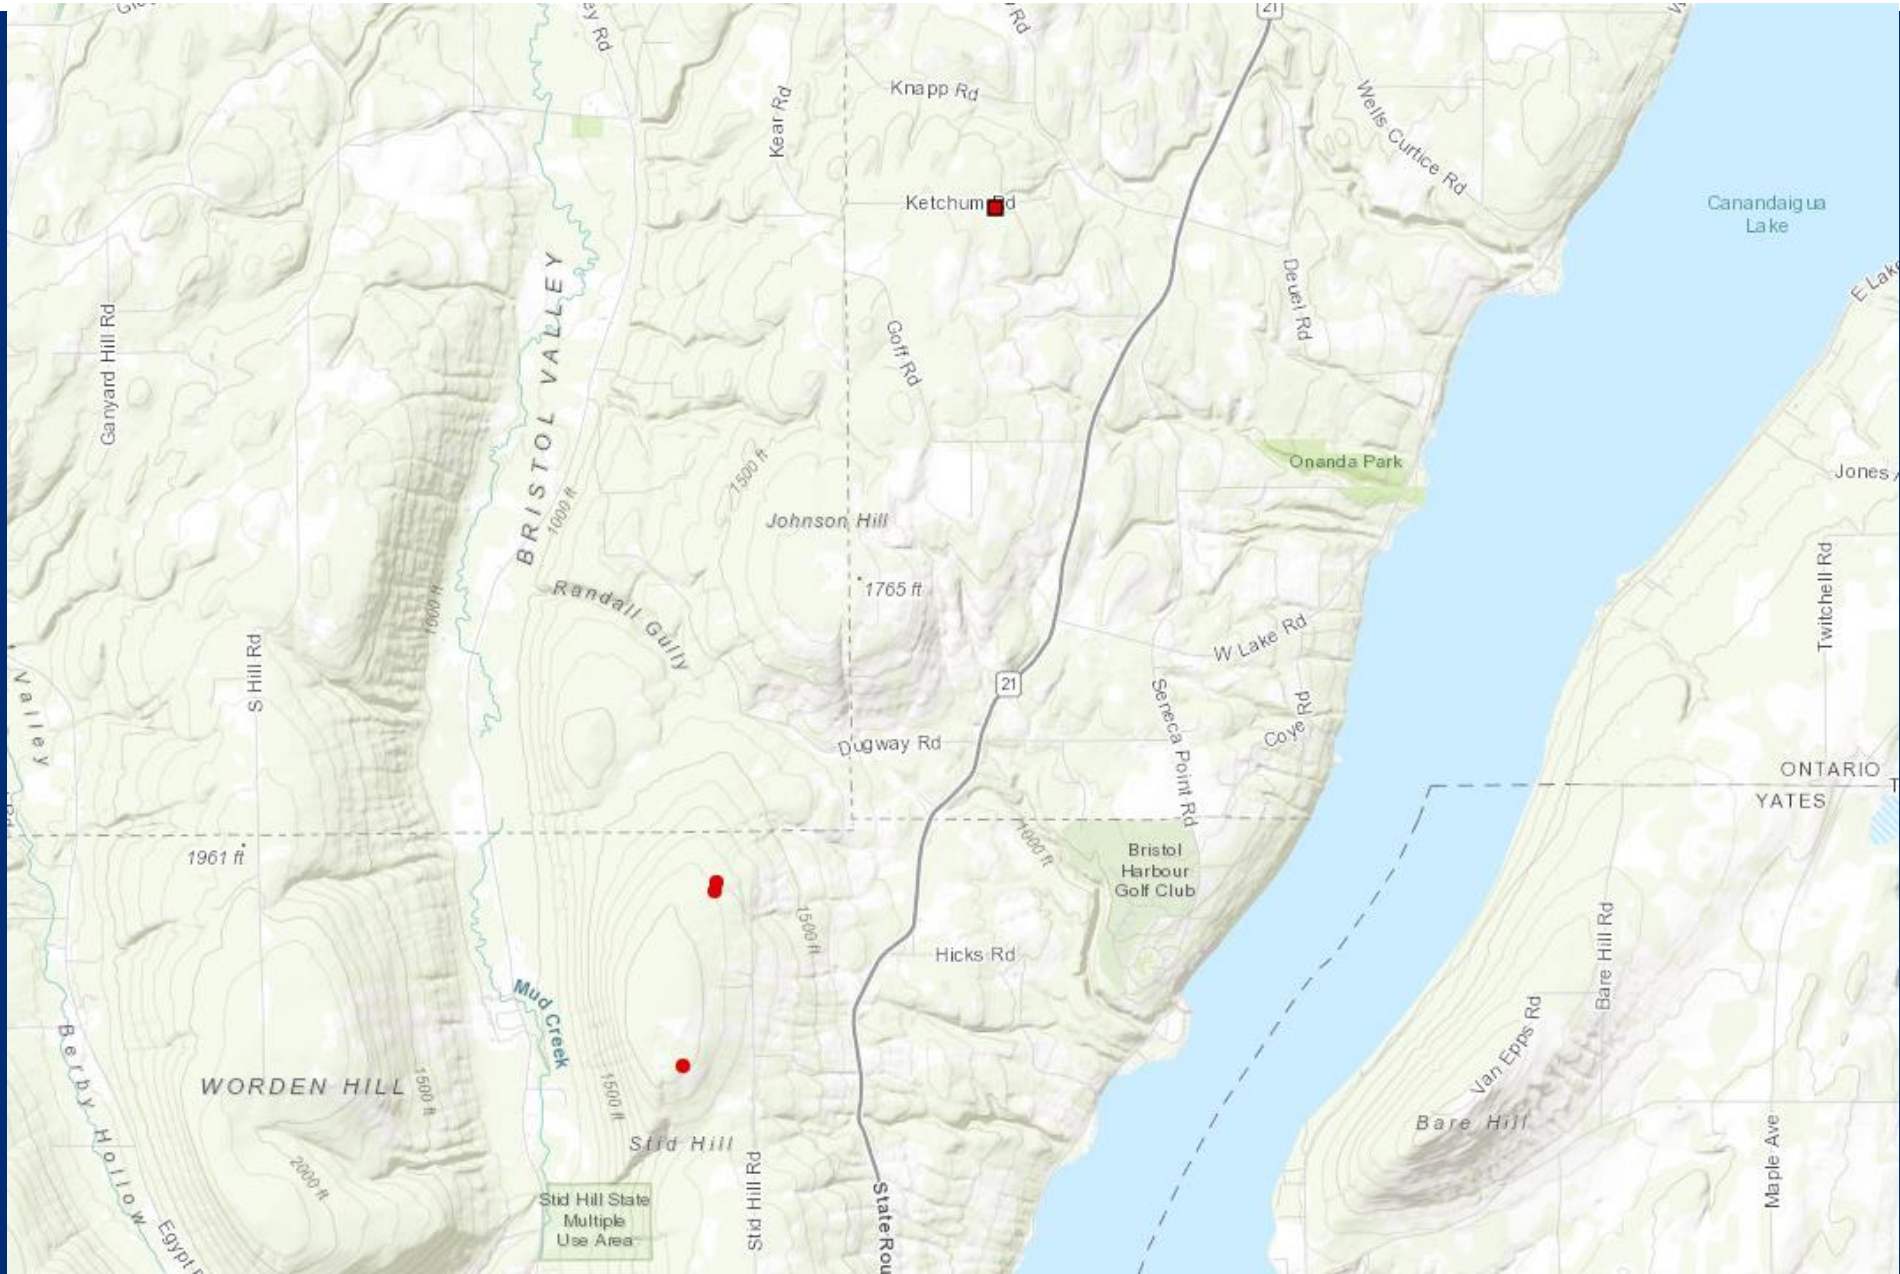 21
Knapp Rd
Kear Rd
Wells Curtice Rd
Ketchum Rd
Canandaigua
Lake
BRISTOL VALLEY
Deuel Rd
Ganyard Hill Rd
Goff Rd
1500 ft
Onanda Park
1000 ft
Johnson Hill
1765 ft
Twitchell Rd
1000 ft
Randall Gully
W Lake Rd
S Hill Rd
Valley
21
Seneca Point Rd
Coye Rd
Dugway Rd
ONTARIO
YATES
1961 ft
1000 ft
Bristol
Harbour
Golf Club
1500 ft
Hicks Rd
Bare Hill Rd
Mud Creek
Van Epps Rd
Berby Hollow
WORDEN HILL
1500 ft
1500 ft
Stid Hill
Bare Hill
Maple Ave
2000 ft
Stid Hill Rd
Stid Hill State
Multiple
Use Area
State Rou
Egypt
E Lake
Jones